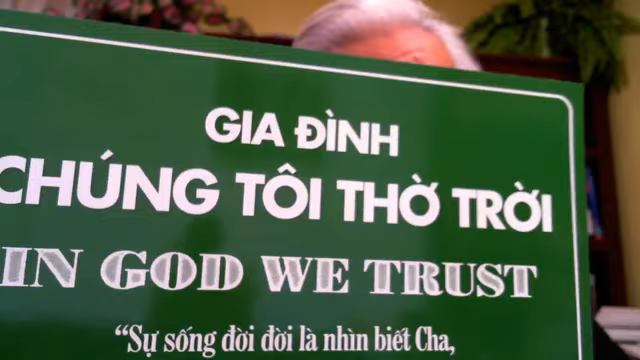 GIA ĐÌNH
CHÚNG TÔI THỜ TRỜI
IN GOD WE TRUST
“Sự sống đời đời là nhìn biết Cha,